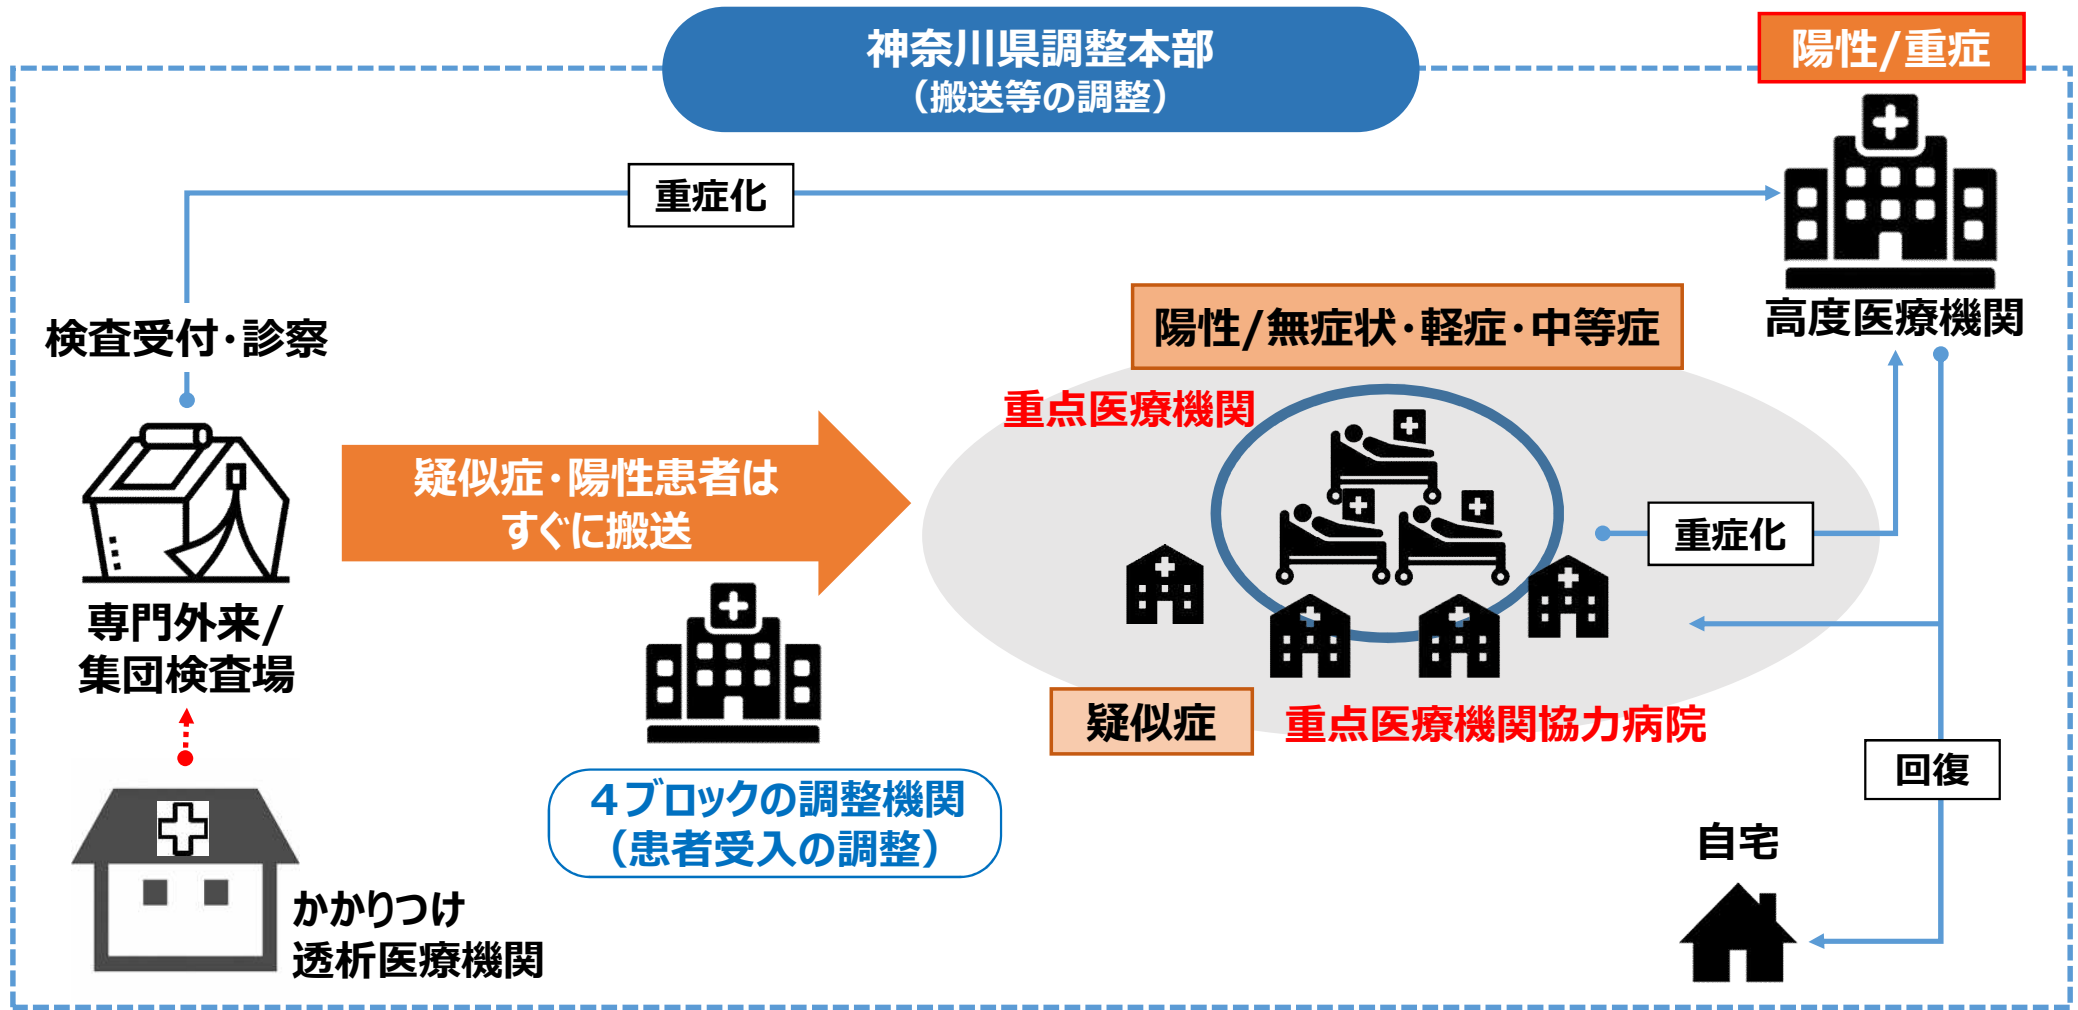 神奈川県調整本部
（搬送等の調整）
陽性/重症
重症化
高度医療機関
検査受付・診察
陽性/無症状・軽症・中等症
重点医療機関
疑似症・陽性患者は
すぐに搬送
重症化
専門外来/
集団検査場
疑似症
重点医療機関協力病院
回復
４ブロックの調整機関
（患者受入の調整）
自宅
かかりつけ
透析医療機関